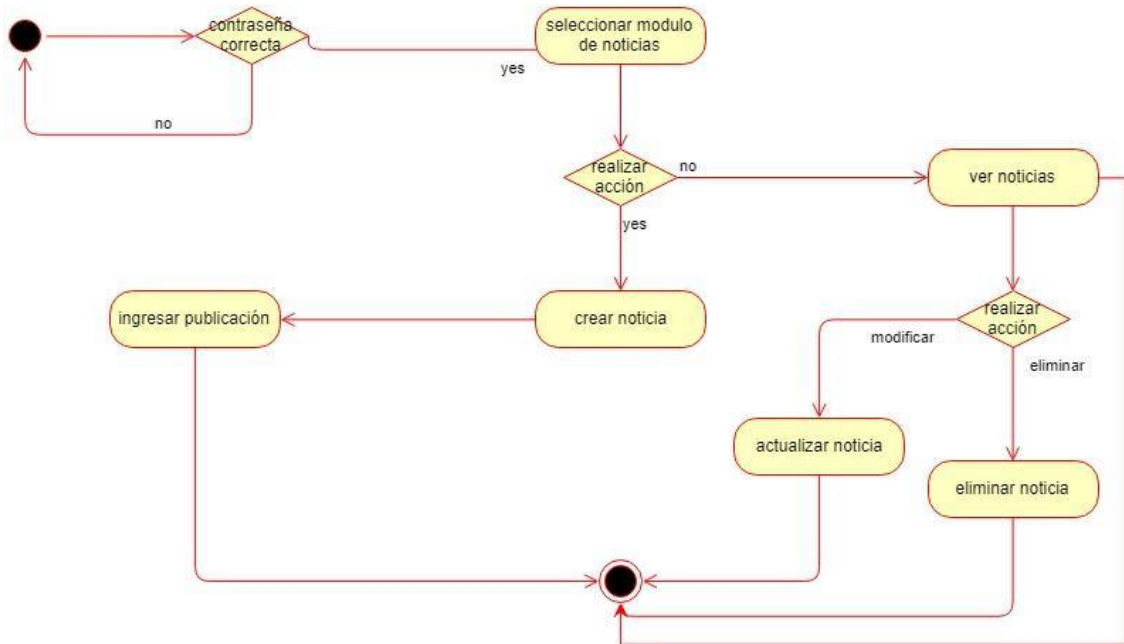 contraseña
correcta
seleccionar modulo
de noticias
yes
no
realizar
acción
no
ver noticias
yes
ingresar publicación
crear noticia
realizar
acción
modificar
eliminar
actualizar noticia
eliminar noticia